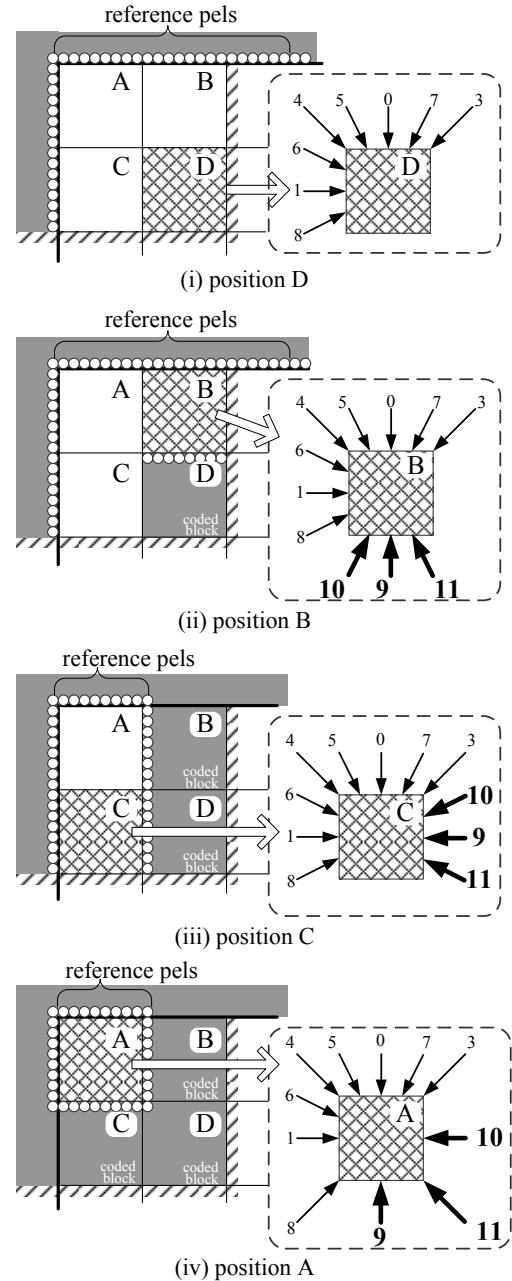 reference pels
A B
C D
4 5 0 7 3
6
1
8
D
(i) position D
reference pels
A B
C D
coded block
4 5 0 7 3
6
1
8
B
10 9 11
(ii) position B
reference pels
A B
coded block
C D
coded block
4 5 0 7 3
6
1
8
C
10
9
11
(iii) position C
reference pels
A B
coded block
C D
coded block
coded block
4 5 0 7 3
6
1
8
A
10
9
11
(iv) position A